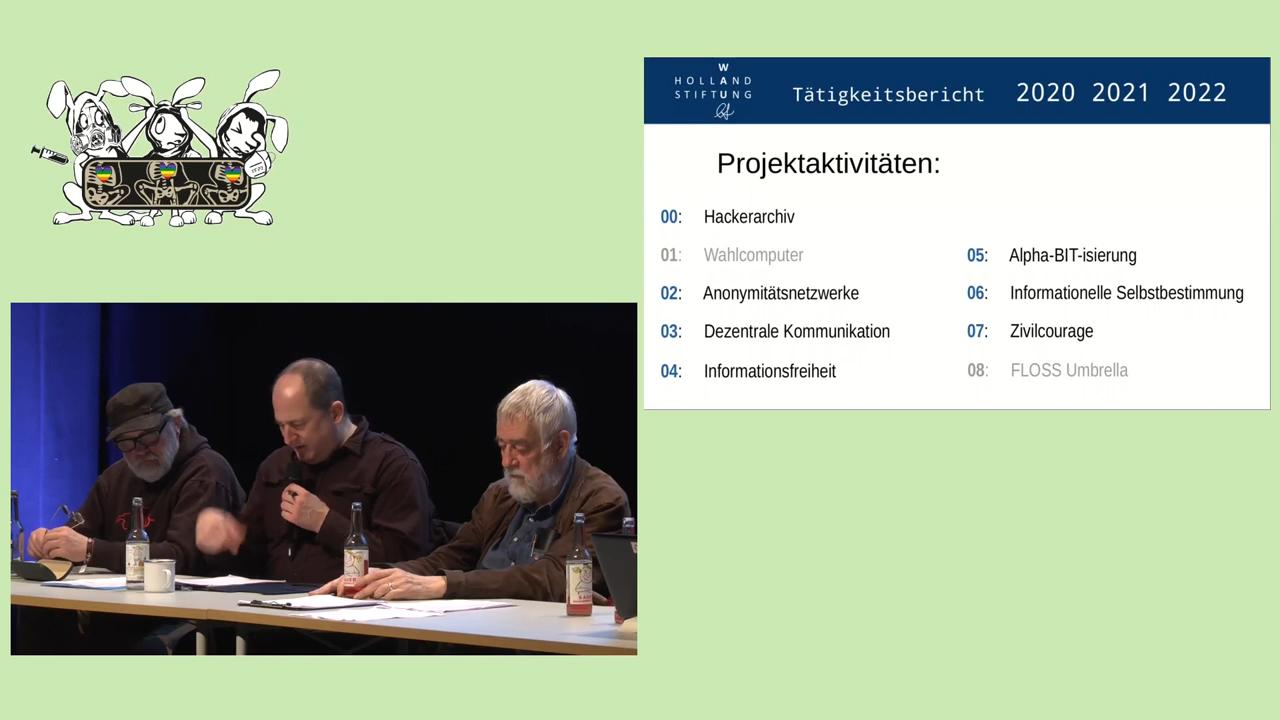 W
HOLLAND
STIFTUNG
Tätigkeitsbericht 2020 2021 2022
Projektaktivitäten:
00: Hackerarchiv
01: Wahlcomputer
02: Anonymitätsnetzwerke
03: Dezentrale Kommunikation
04: Informationsfreiheit
05: Alpha-BIT-isierung
06: Informationelle Selbstbestimmung
07: Zivilcourage
08: FLOSS Umbrella